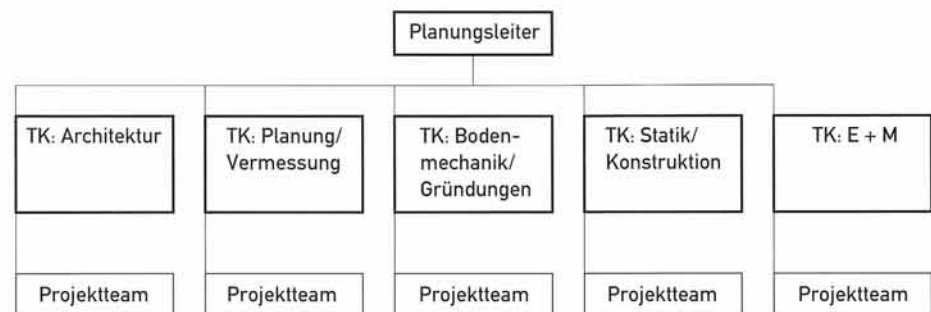 Planungsleiter
TK: Architektur
TK: Planung/
Vermessung
TK: Boden-
mechanik/
Gründungen
TK: Statik/
Konstruktion
TK: E + M
Projektteam
Projektteam
Projektteam
Projektteam
Projektteam